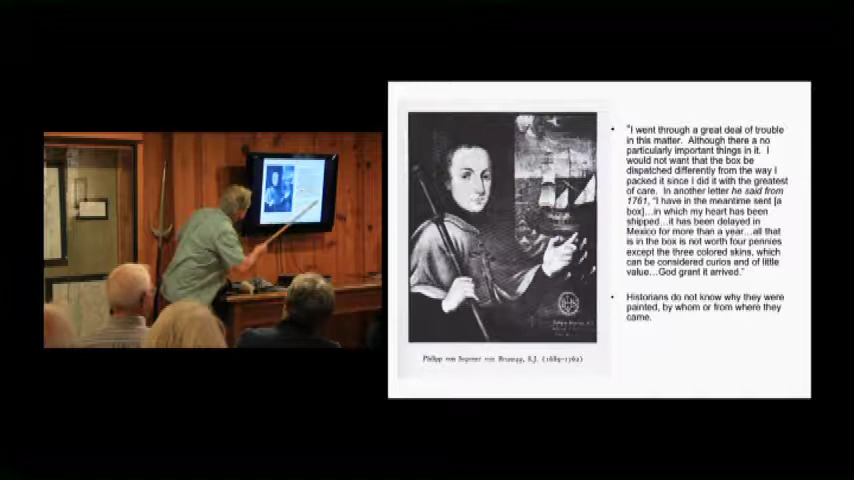 "I went through a great deal of trouble
in this matter. Although there a no
particularly important things in it. I
would not want that the box be
dispatched differently from the way I
packed it since I did it with the greatest
of care. In another letter he said from
1761, "I have in the meantime sent [a
box]...in which my heart has been
shipped...it has been delayed in
Mexico for more than a year...all that
is in the box is not worth four pennies
except the three colored skins, which
can be considered curios and of little
value...God grant it arrived."
Historians do not know why they were
painted, by whom or from where they
came.
Philipp von Segesser von Brunegg, S.J. (1689-1762)